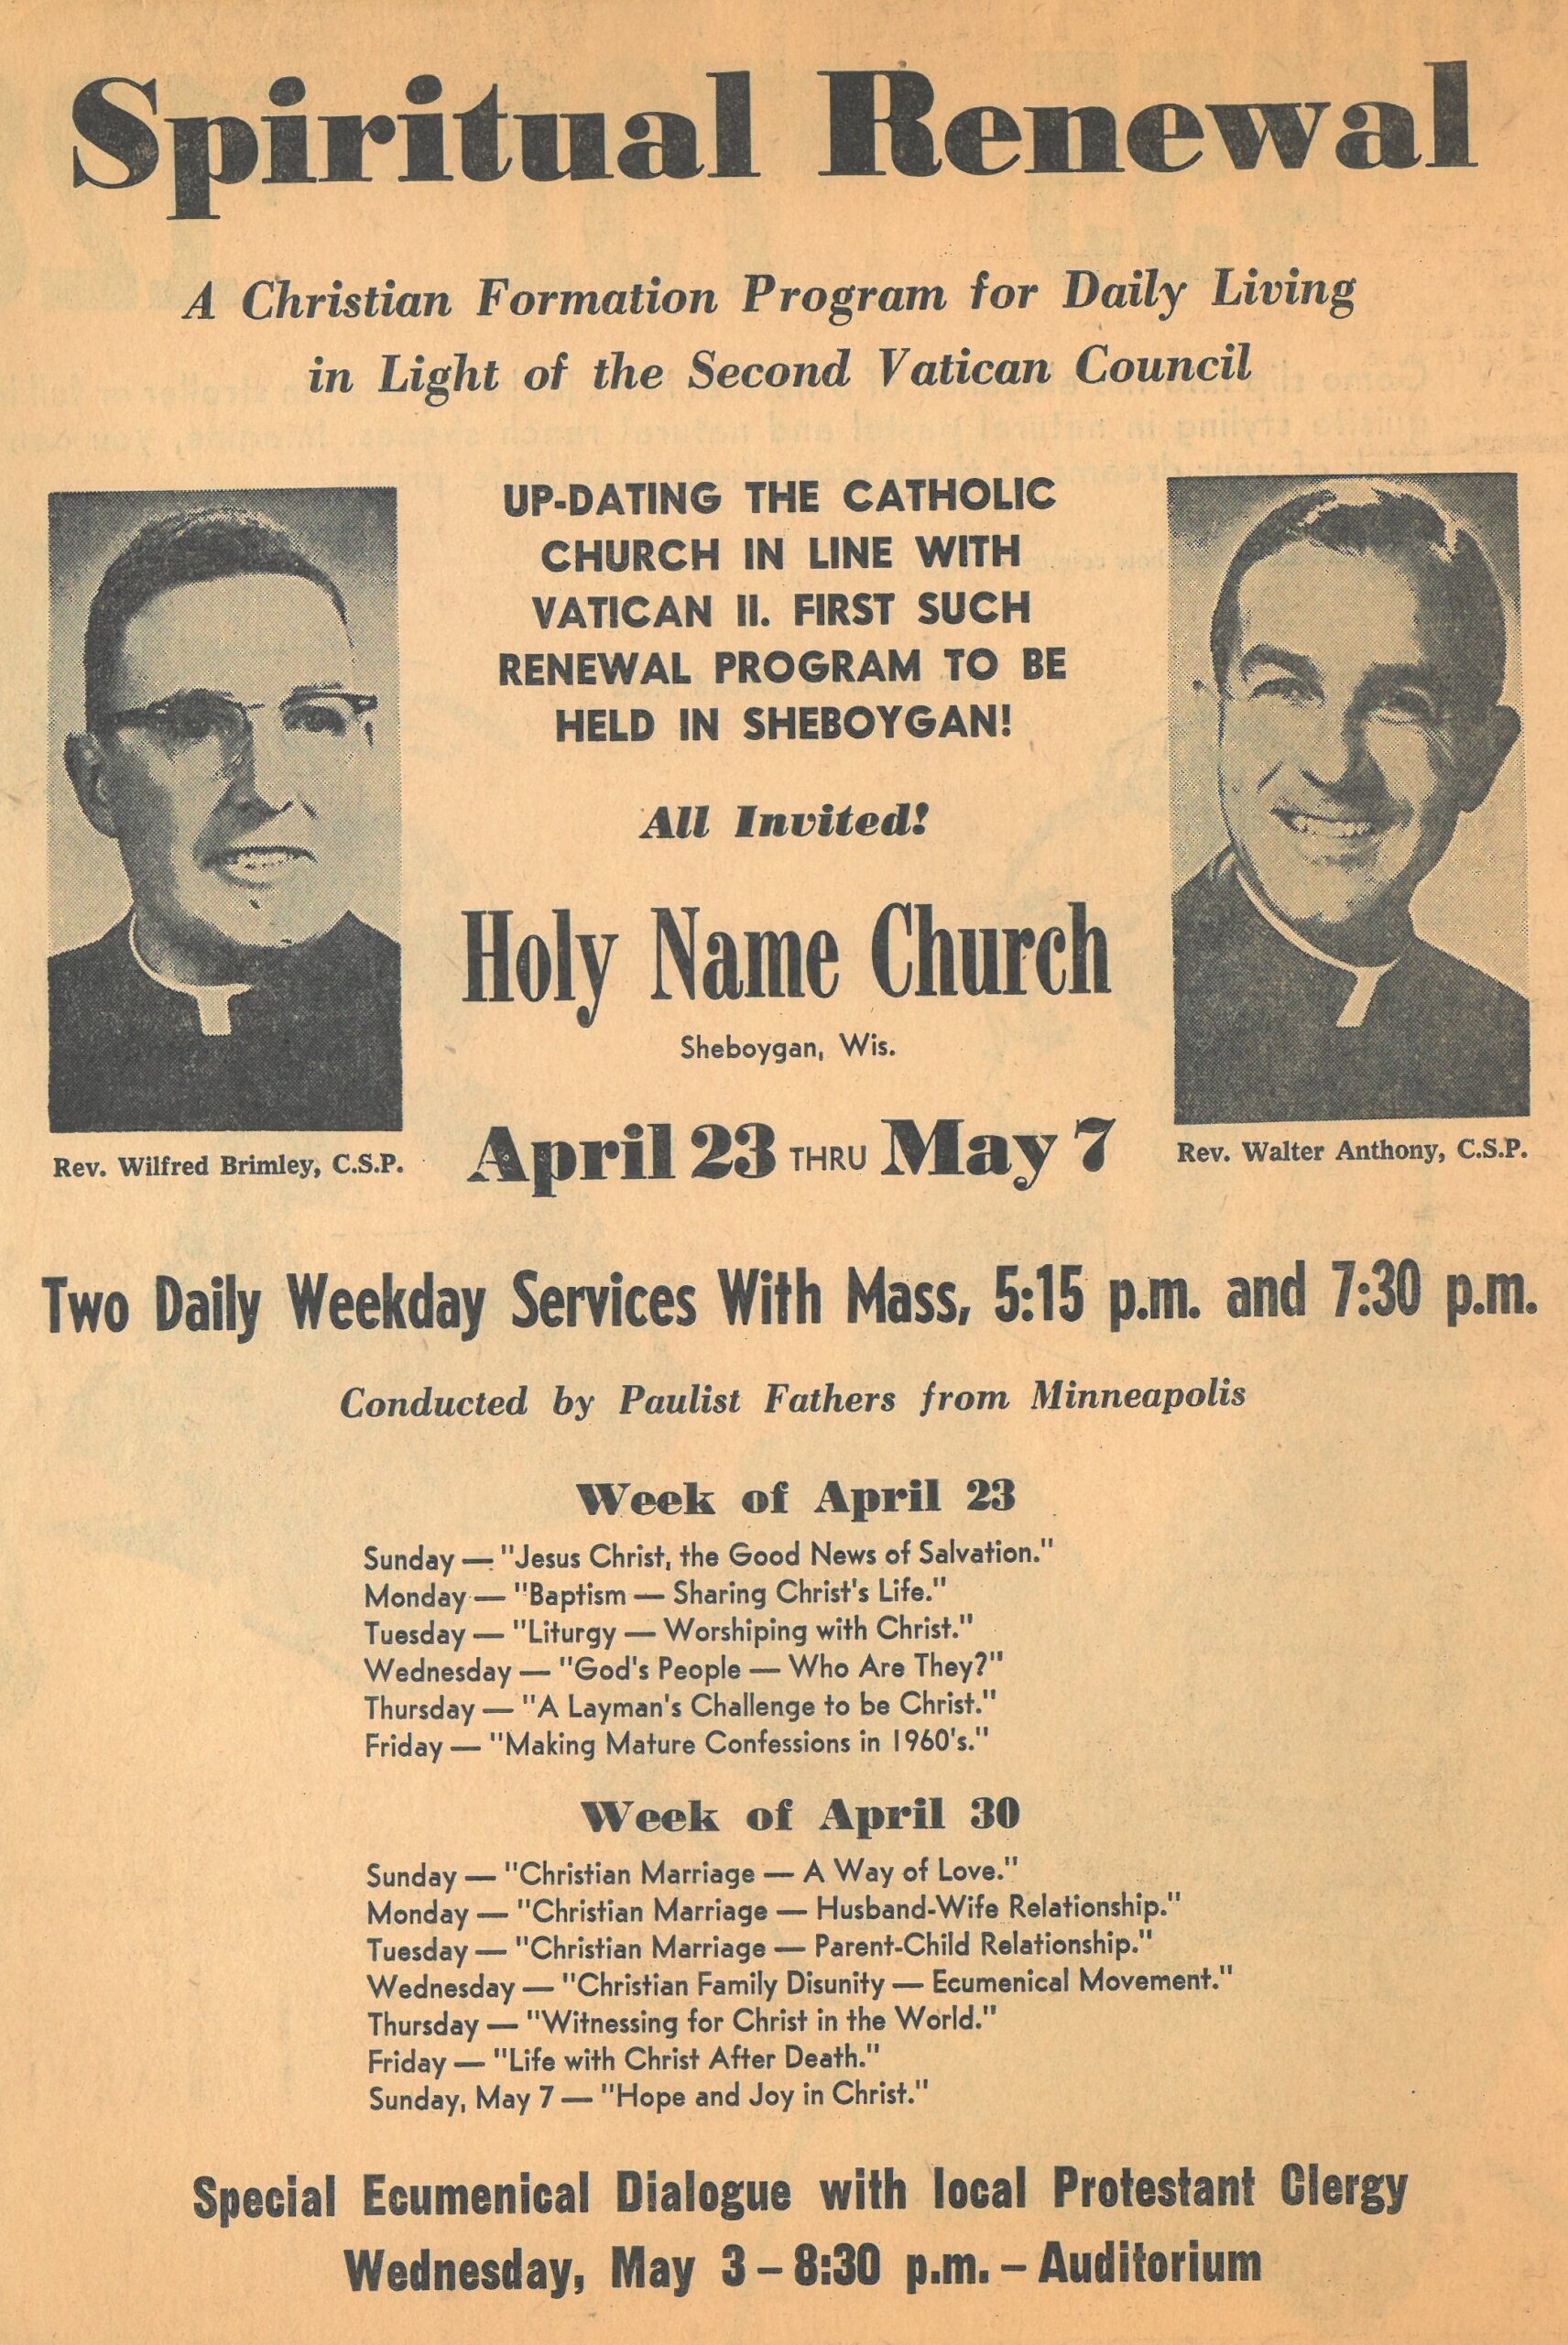 Spiritual Renewal
A Christian Formation Program for Daily Living
in Light of the Second Vatican Council
UP-DATING THE CATHOLIC
CHURCH IN LINE WITH
VATICAN II. FIRST SUCH
RENEWAL PROGRAM TO BE
HELD IN SHEBOYGAN!
All Invited!
Holy Name Church
Sheboygan, Wis.
April 23 THRU May 7
Rev. Wilfred Brimley, C.S.P.
Rev. Walter Anthony, C.S.P.
Two Daily Weekday Services With Mass, 5:15 p.m. and 7:30 p.m.
Conducted by Paulist Fathers from Minneapolis
Week of April 23
Sunday — "Jesus Christ, the Good News of Salvation."
Monday — "Baptism — Sharing Christ's Life."
Tuesday — "Liturgy — Worshiping with Christ."
Wednesday — "God's People — Who Are They?"
Thursday — "A Layman's Challenge to be Christ."
Friday — "Making Mature Confessions in 1960's."
Week of April 30
Sunday — "Christian Marriage — A Way of Love."
Monday — "Christian Marriage — Husband-Wife Relationship."
Tuesday — "Christian Marriage — Parent-Child Relationship."
Wednesday — "Christian Family Disunity — Ecumenical Movement."
Thursday — "Witnessing for Christ in the World."
Friday — "Life with Christ After Death."
Sunday, May 7 — "Hope and Joy in Christ."
Special Ecumenical Dialogue with local Protestant Clergy
Wednesday, May 3 – 8:30 p.m. – Auditorium